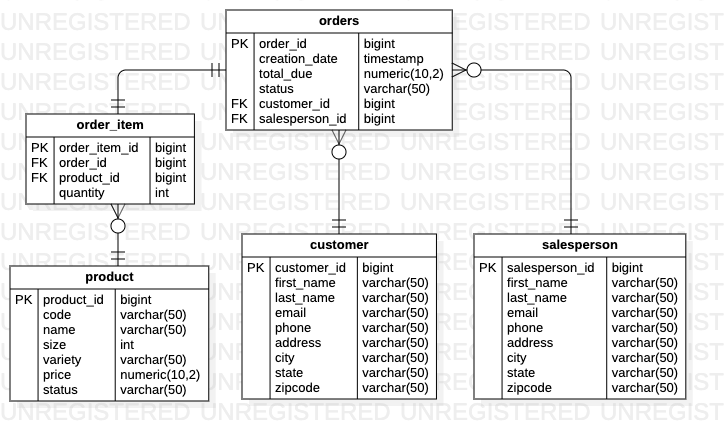 orders
PK order_id bigint
creation_date timestamp
total_due numeric(10,2)
status varchar(50)
FK customer_id bigint
FK salesperson_id bigint
order_item
PK order_item_id bigint
FK order_id bigint
FK product_id bigint
quantity int
product
PK product_id bigint
code varchar(50)
name varchar(50)
size int
variety varchar(50)
price numeric(10,2)
status varchar(50)
customer
PK customer_id bigint
first_name varchar(50)
last_name varchar(50)
email varchar(50)
phone varchar(50)
address varchar(50)
city varchar(50)
state varchar(50)
zipcode varchar(50)
salesperson
PK salesperson_id bigint
first_name varchar(50)
last_name varchar(50)
email varchar(50)
phone varchar(50)
address varchar(50)
city varchar(50)
state varchar(50)
zipcode varchar(50)
UNREGISTERED